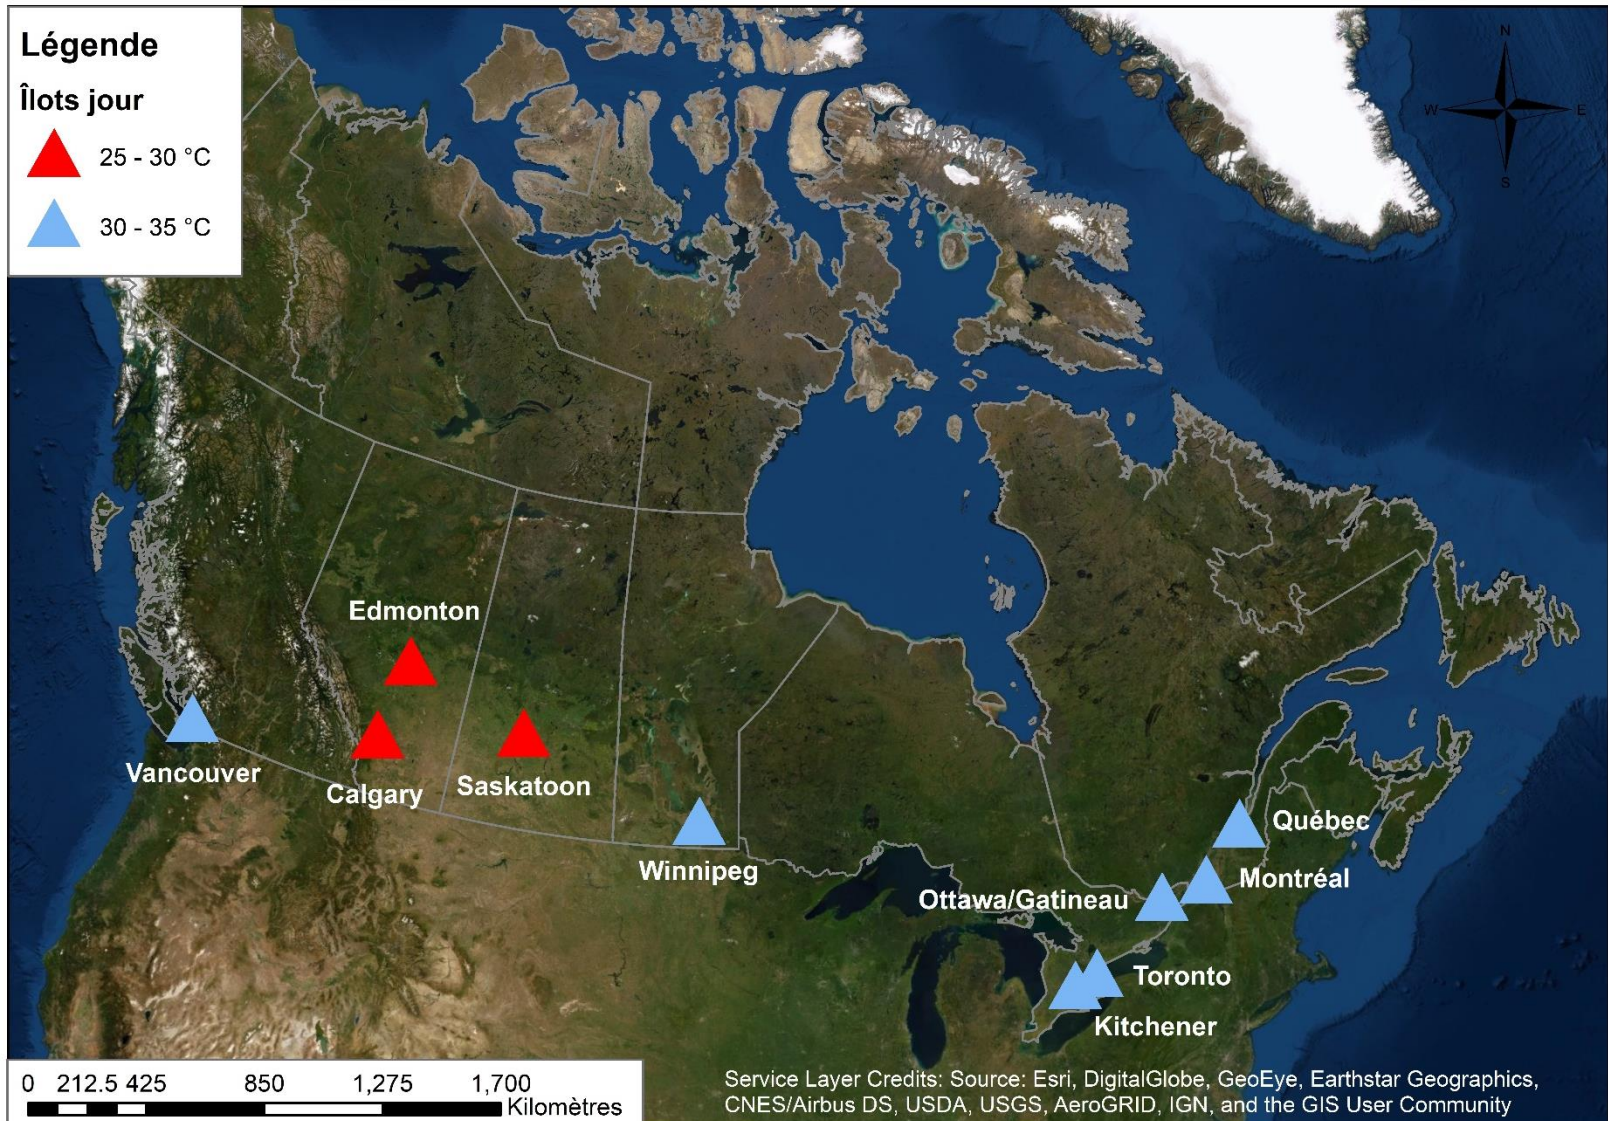 Légende
Îlots jour
25 - 30 °C
30 - 35 °C
N
W
E
S
Edmonton
Vancouver
Calgary
Saskatoon
Winnipeg
Québec
Montréal
Ottawa/Gatineau
Toronto
Kitchener
0 212.5 425 850 1,275 1,700
Kilomètres
Service Layer Credits: Source: Esri, DigitalGlobe, GeoEye, Earthstar Geographics,
CNES/Airbus DS, USDA, USGS, AeroGRID, IGN, and the GIS User Community